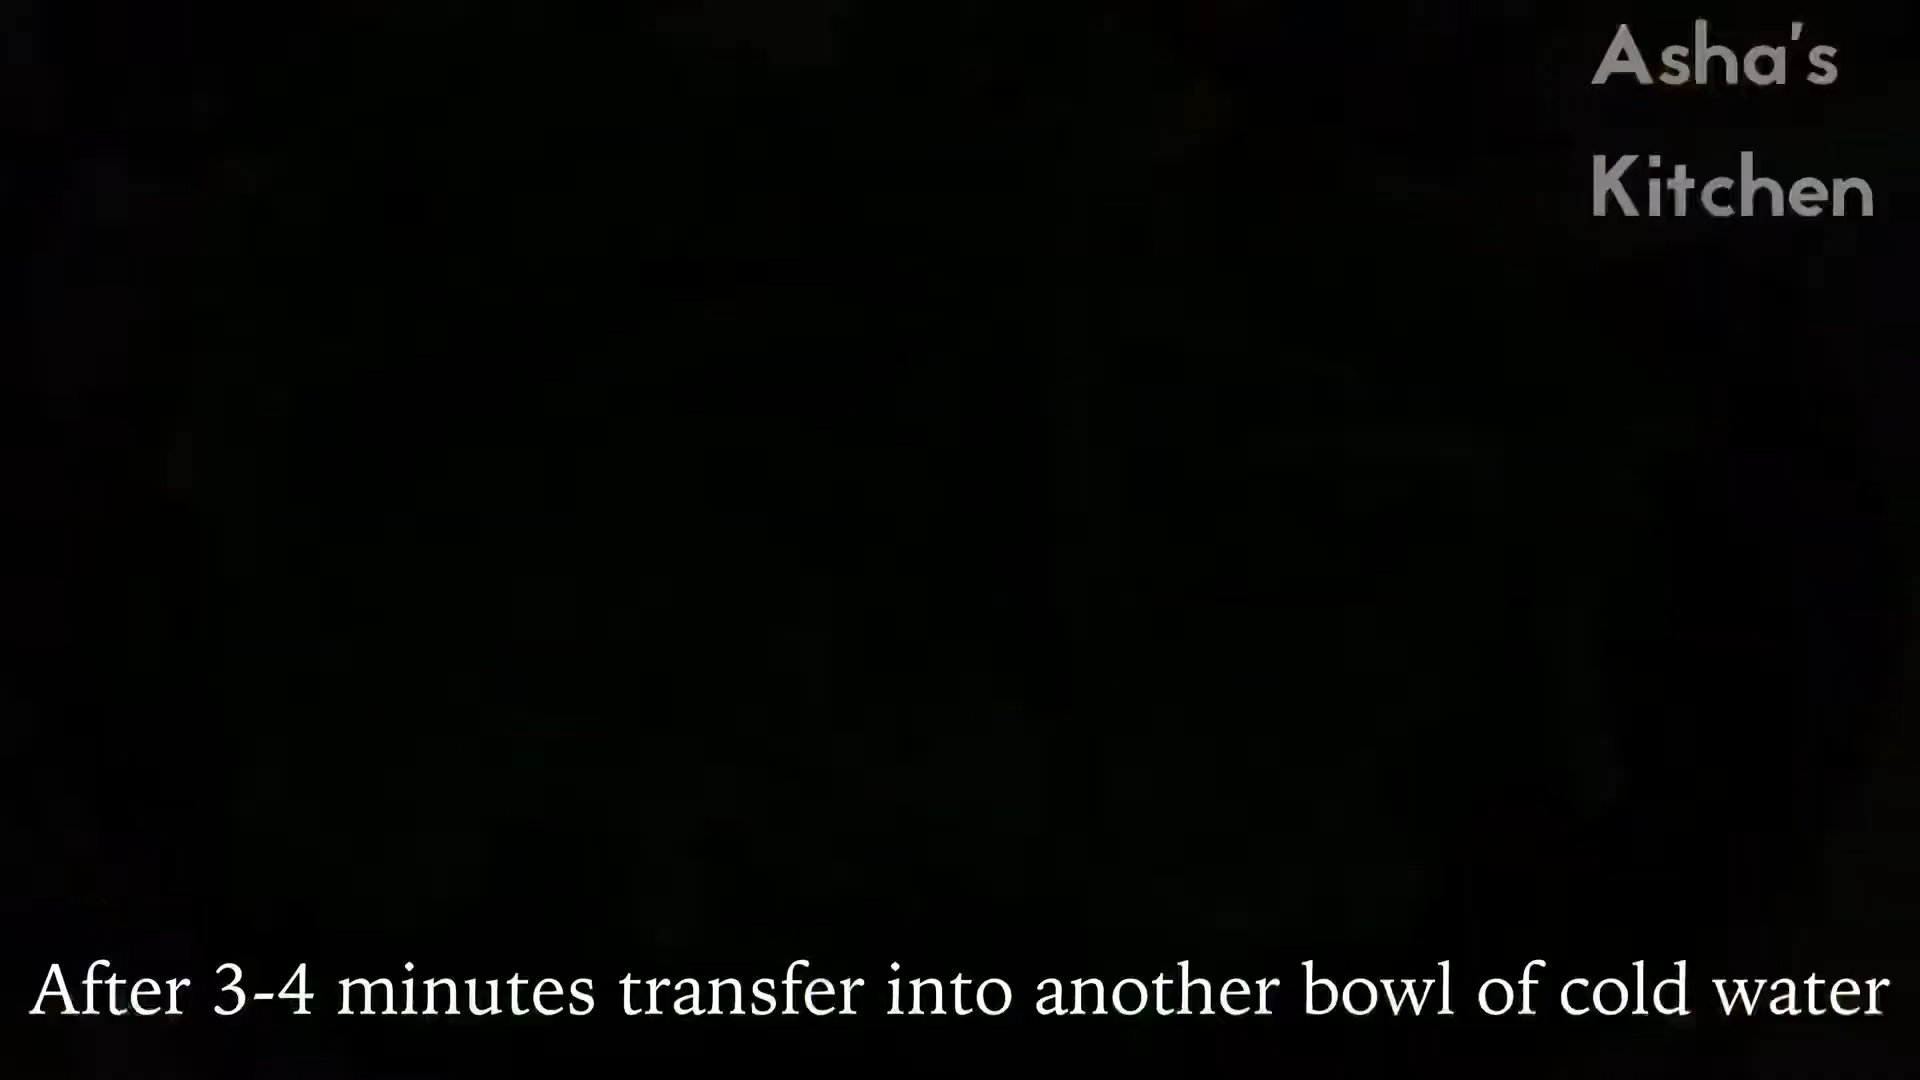 Asha's
Kitchen
After 3-4 minutes transfer into another bowl of cold water